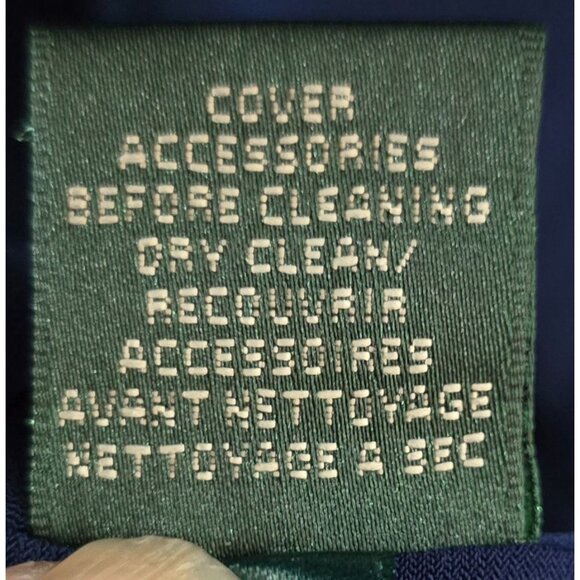 COVER
ACCESSORIES
BEFORE CLEANING
DRY CLEAN/
RECOUVRIR
ACCESSOIRES
AVANT NETTOYAGE
NETTOYAGE A SEC